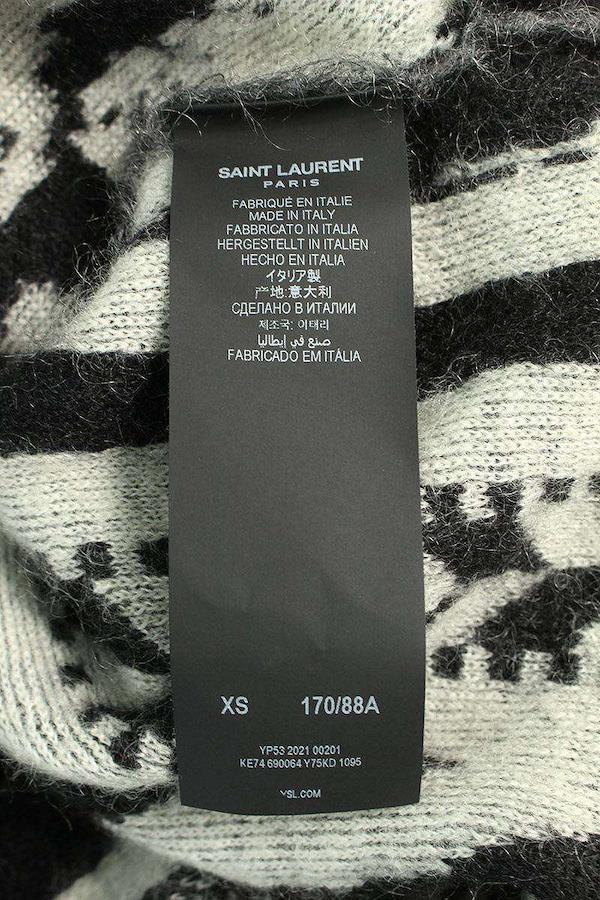 SAINT LAURENT
PARIS
FABRIQUÉ EN ITALIE
MADE IN ITALY
FABBRICATO IN ITALIA
HERGESTELLT IN ITALIEN
HECHO EN ITALIA
イタリア製
产地:意大利
СДЕЛАНО В ИТАЛИИ
제조국: 이태리
صنع في إيطاليا
FABRICADO EM ITÁLIA
XS 170/88A
YP53 2021 00201
KE74 690064 Y75KD 1095
YSL.COM